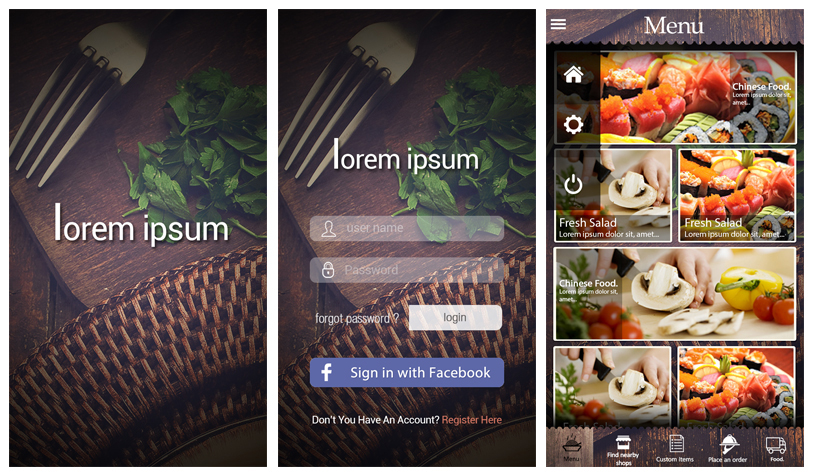 lorem ipsum
lorem ipsum
user name
Password
forgot password ?
login
f
Sign in with Facebook
Don't You Have An Account? Register Here
Menu
Chinese Food.
Lorem ipsum dolor sit,
amet...
Fresh Salad
Lorem ipsum dolor sit, amet...
Fresh Salad
Lorem ipsum dolor sit, amet...
Chinese Food.
Lorem ipsum dolor sit,
amet...
Menu
Find nearby
shops
Custom Items
Place an order
Food.